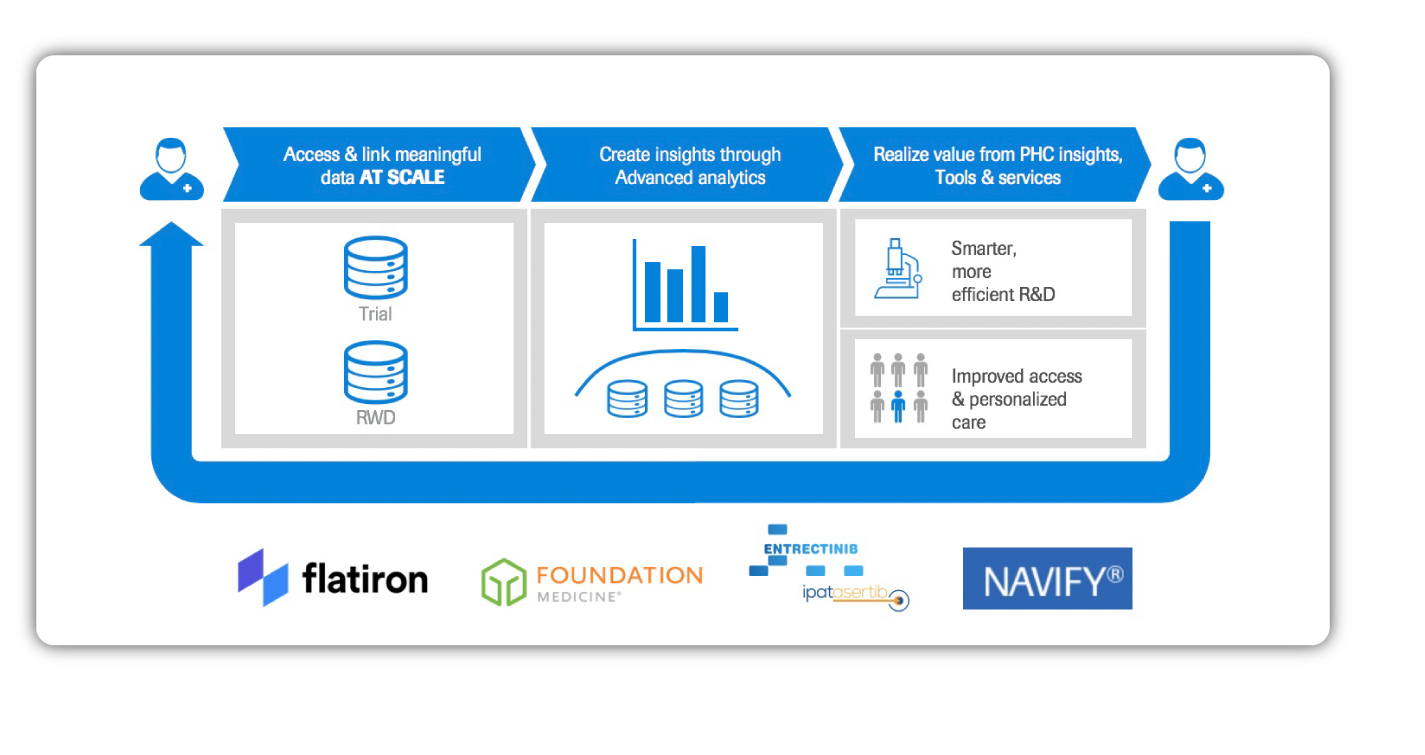 Access & link meaningful
data AT SCALE
Create insights through
Advanced analytics
Realize value from PHC insights,
Tools & services
Trial
RWD
Smarter,
more
efficient R&D
Improved access
& personalized
care
flatiron
FOUNDATION
MEDICINE®
ENTRECTINIB
ipatasertib
NAVIFY®